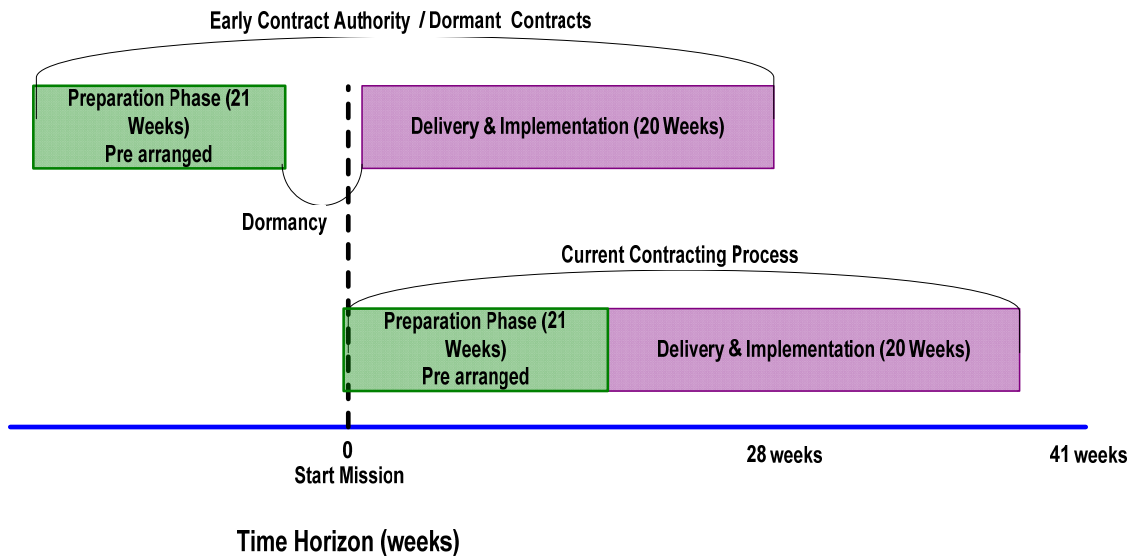 Early Contract Authority / Dormant Contracts
Preparation Phase (21
Weeks)
Pre arranged
Delivery & Implementation (20 Weeks)
Dormancy
Current Contracting Process
Preparation Phase (21
Weeks)
Pre arranged
Delivery & Implementation (20 Weeks)
0
Start Mission
28 weeks
41 weeks
Time Horizon (weeks)